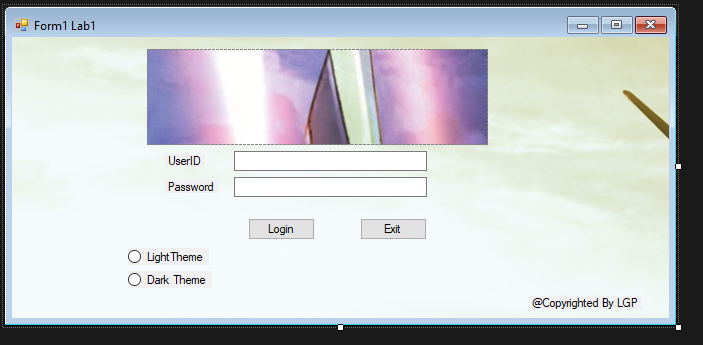 Form1 Lab1
UserID
Password
Login Exit
LightTheme
Dark Theme
@Copyrighted By LGP